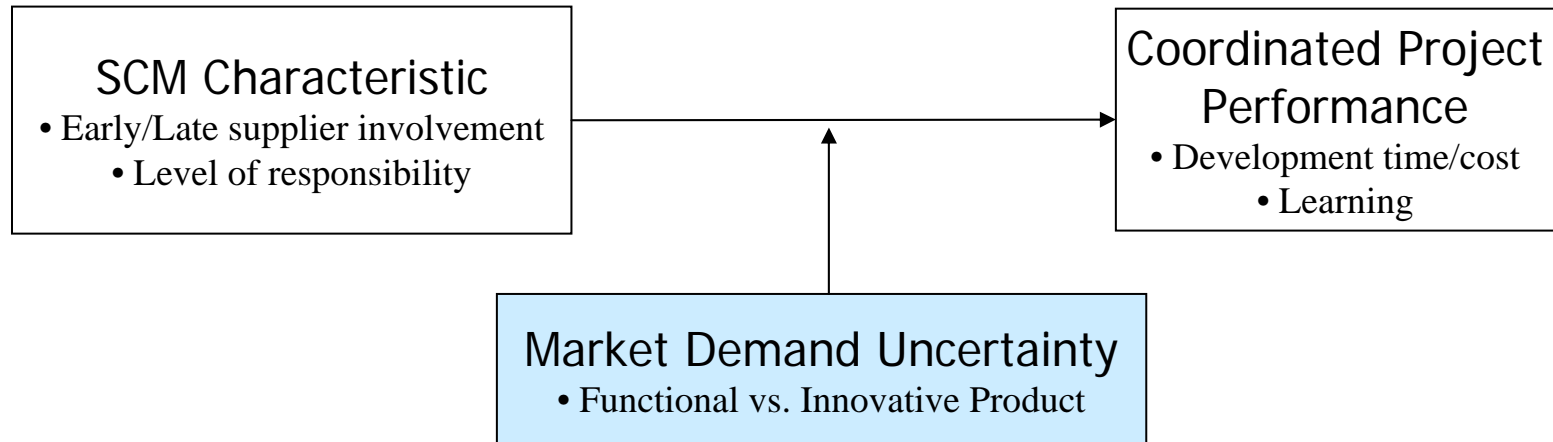 SCM Characteristic
• Early/Late supplier involvement
• Level of responsibility
Coordinated Project
Performance
• Development time/cost
• Learning
Market Demand Uncertainty
• Functional vs. Innovative Product